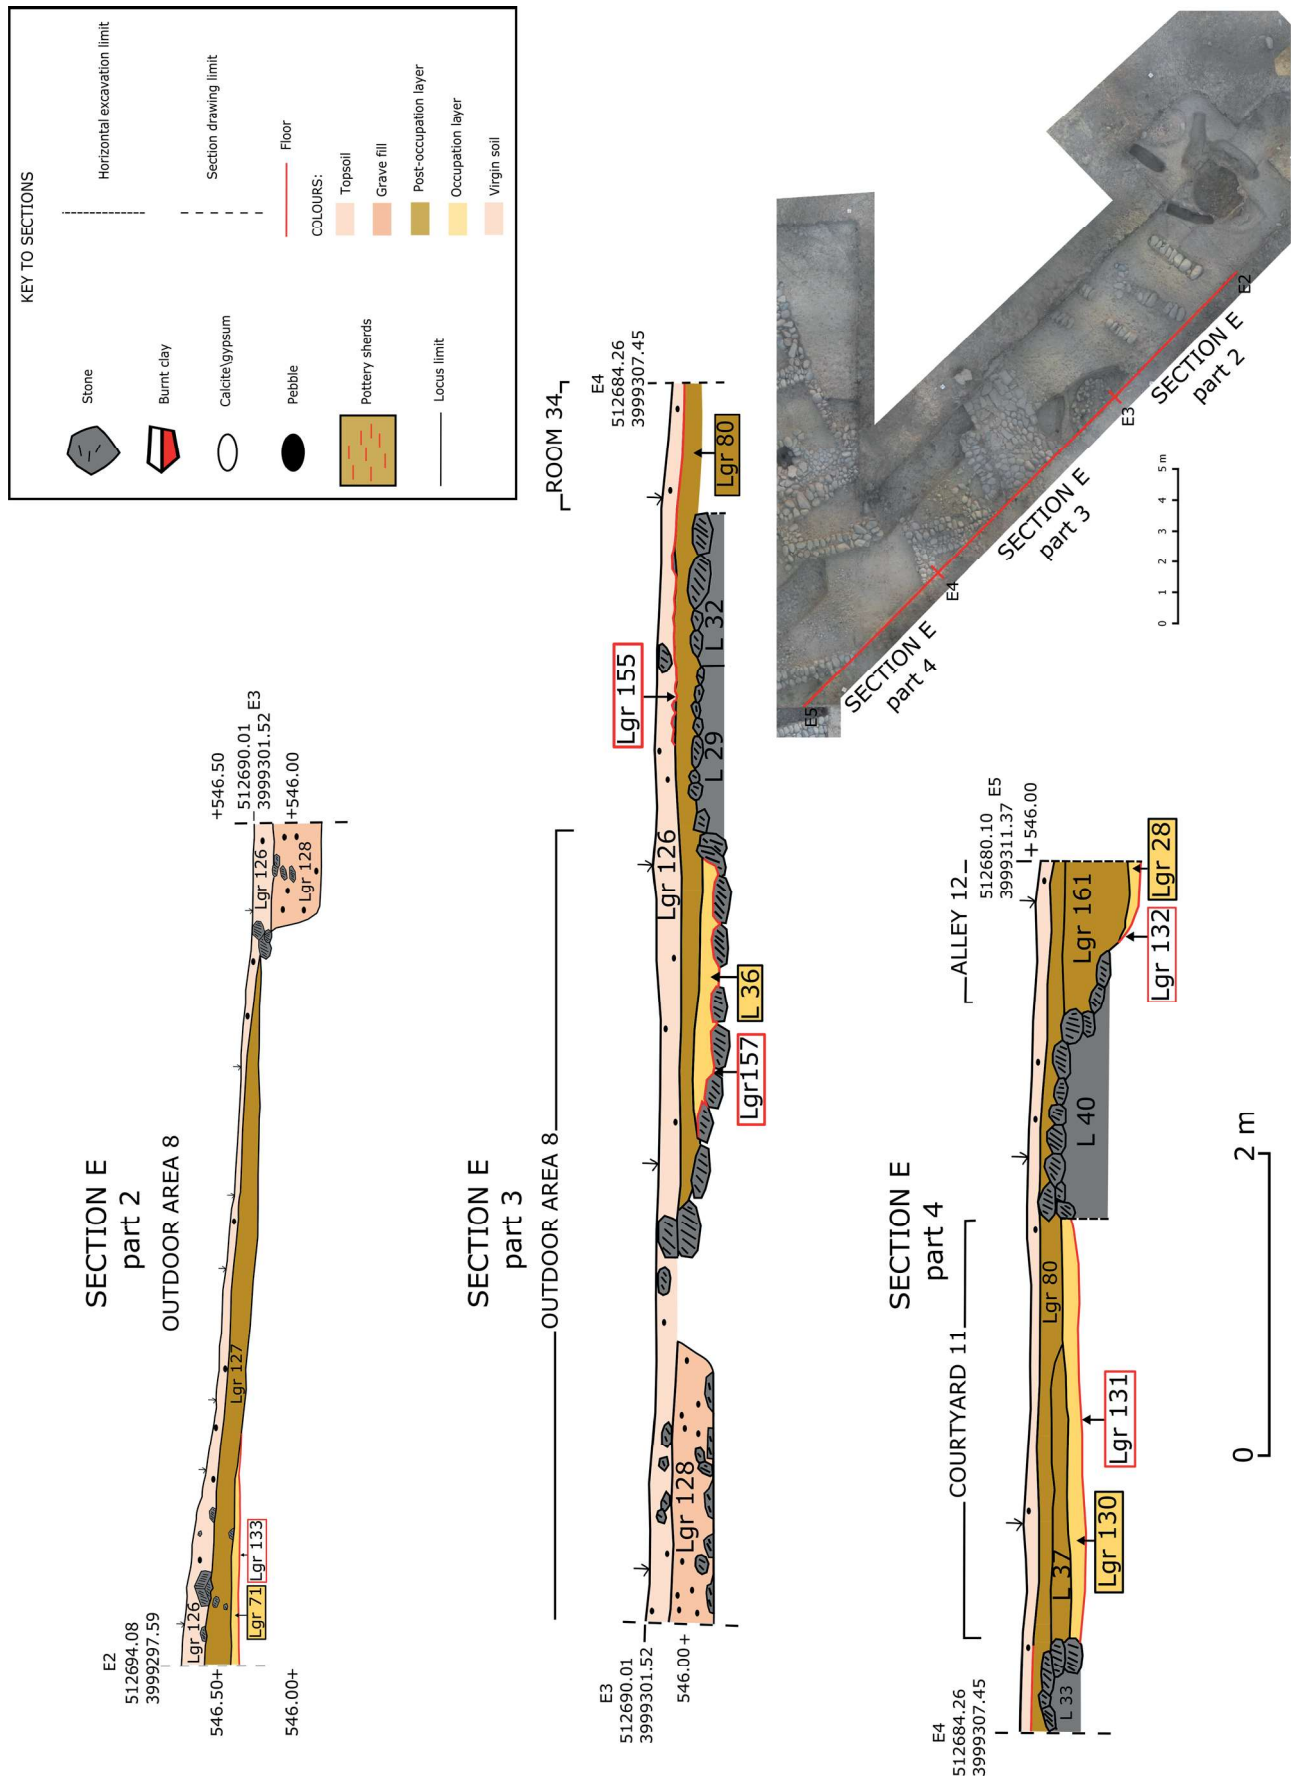 KEY TO SECTIONS
Stone
Burnt clay
Calcite\gypsum
Pebble
Pottery sherds
Locus limit
Horizontal excavation limit
Section drawing limit
Floor
COLOURS:
Topsoil
Grave fill
Post-occupation layer
Occupation layer
Virgin soil
SECTION E
part 2
OUTDOOR AREA 8
E2
512694.08
3999297.59
546.50+
546.00+
Lgr 126
Lgr 71
Lgr 133
Lgr 127
Lgr 126
Lgr 128
+546.50
512690.01
3999301.52
E3
+546.00
SECTION E
part 3
OUTDOOR AREA 8
ROOM 34
E3
512690.01
3999301.52
546.00+
Lgr 128
Lgr157
L 36
Lgr 126
L 29
Lgr 155
L 32
Lgr 80
E4
512684.26
3999307.45
SECTION E
part 4
COURTYARD 11
ALLEY 12
E4
512684.26
3999307.45
L 33
L 37
Lgr 130
Lgr 131
Lgr 80
L 40
Lgr 161
Lgr 132
Lgr 28
512680.10
3999311.37
E5
+546.00
0
2 m
E5
SECTION E
part 4
E4
SECTION E
part 3
E3
SECTION E
part 2
E2
0
1
2
3
4
5 m